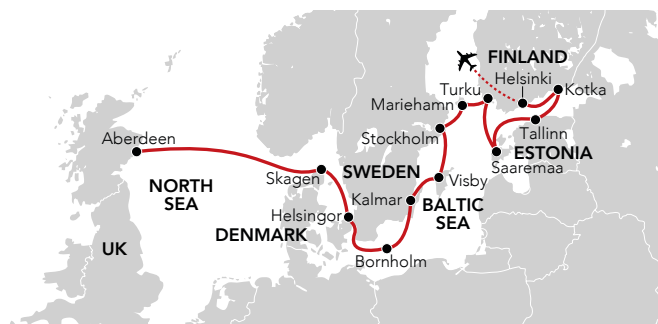 FINLAND
Helsinki
Turku
Kotka
Mariehamn
Stockholm
Tallinn
Aberdeen
ESTONIA
Saaremaa
Skagen
SWEDEN
Visby
NORTH
SEA
Kalmar
BALTIC
SEA
Helsingor
DENMARK
UK
Bornholm